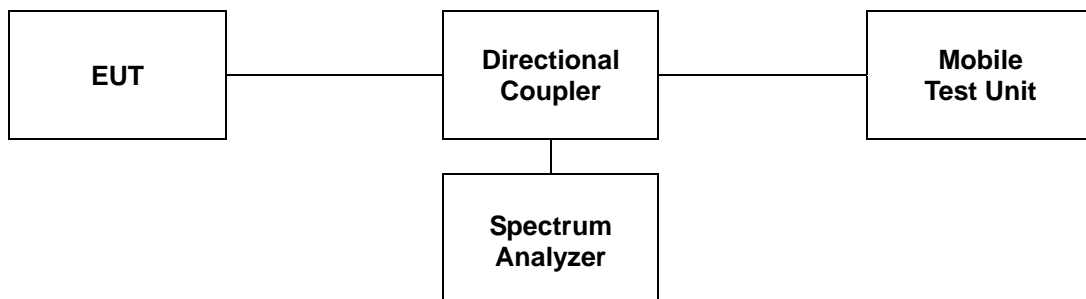 EUT
Directional
Coupler
Mobile
Test Unit
Spectrum
Analyzer